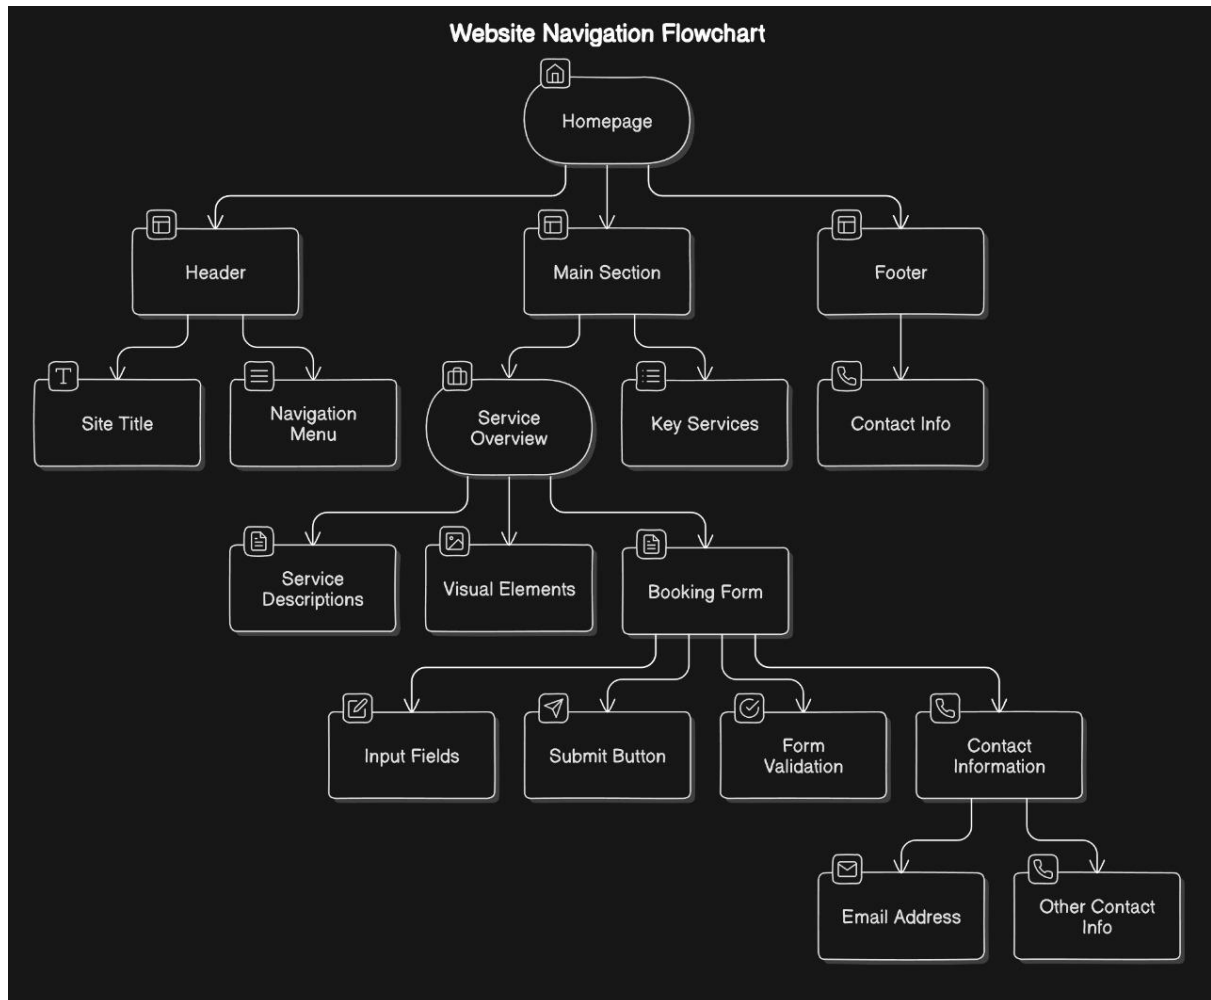 Website Navigation Flowchart
Homepage
Header
Main Section
Footer
T
Site Title
Navigation
Menu
Service
Overview
Key Services
Contact Info
Service
Descriptions
Visual Elements
Booking Form
Input Fields
Submit Button
Form
Validation
Contact
Information
Email Address
Other Contact
Info